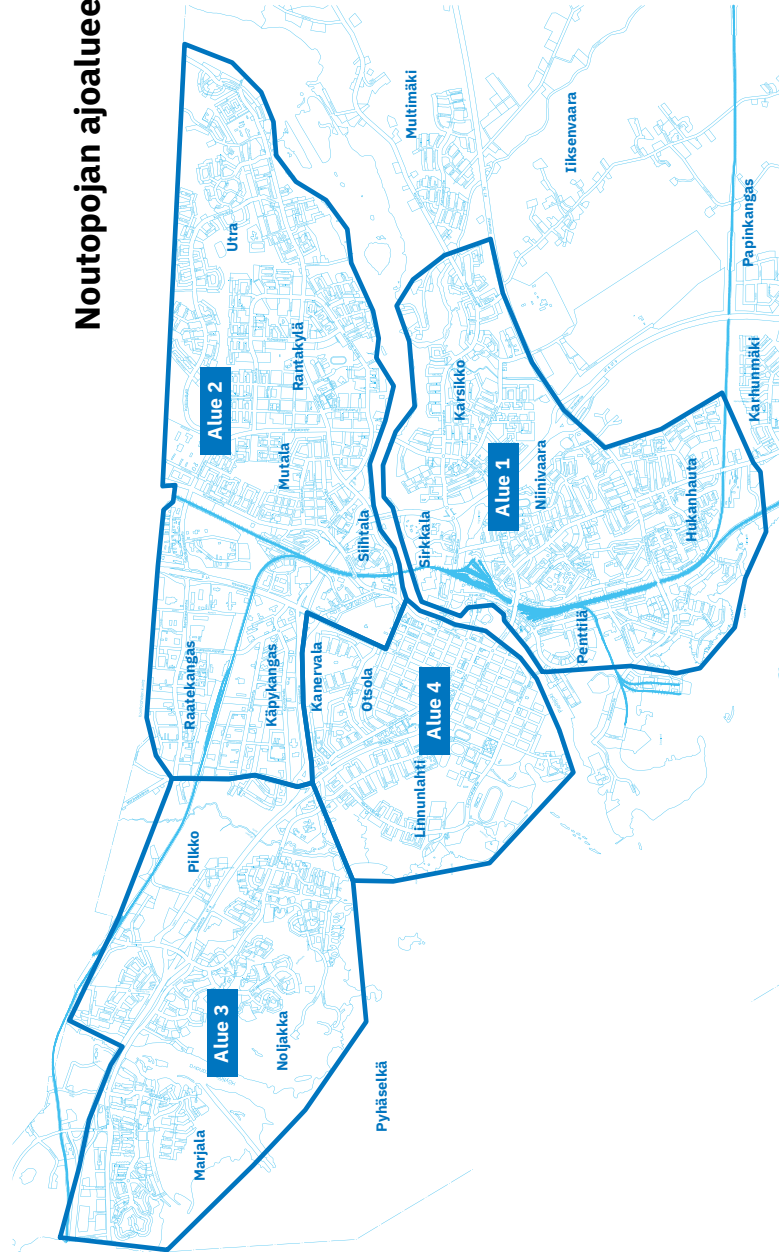 Noutopojan ajoaluee
Raatekangas
Pilkko
Marjala
Alue 2
Alue 3
Utra
Käpykangas
Noljakka
Mutala
Rantakylä
Kanervala
Siihtala
Otsola
Pyhäselkä
Multimäki
Linnunlahti
Sirkkala
Alue 4
Karsikko
Alue 1
Niinivaara
Iiksenvaara
Penttilä
Hukanhauta
Papinkangas
Karhunmäki